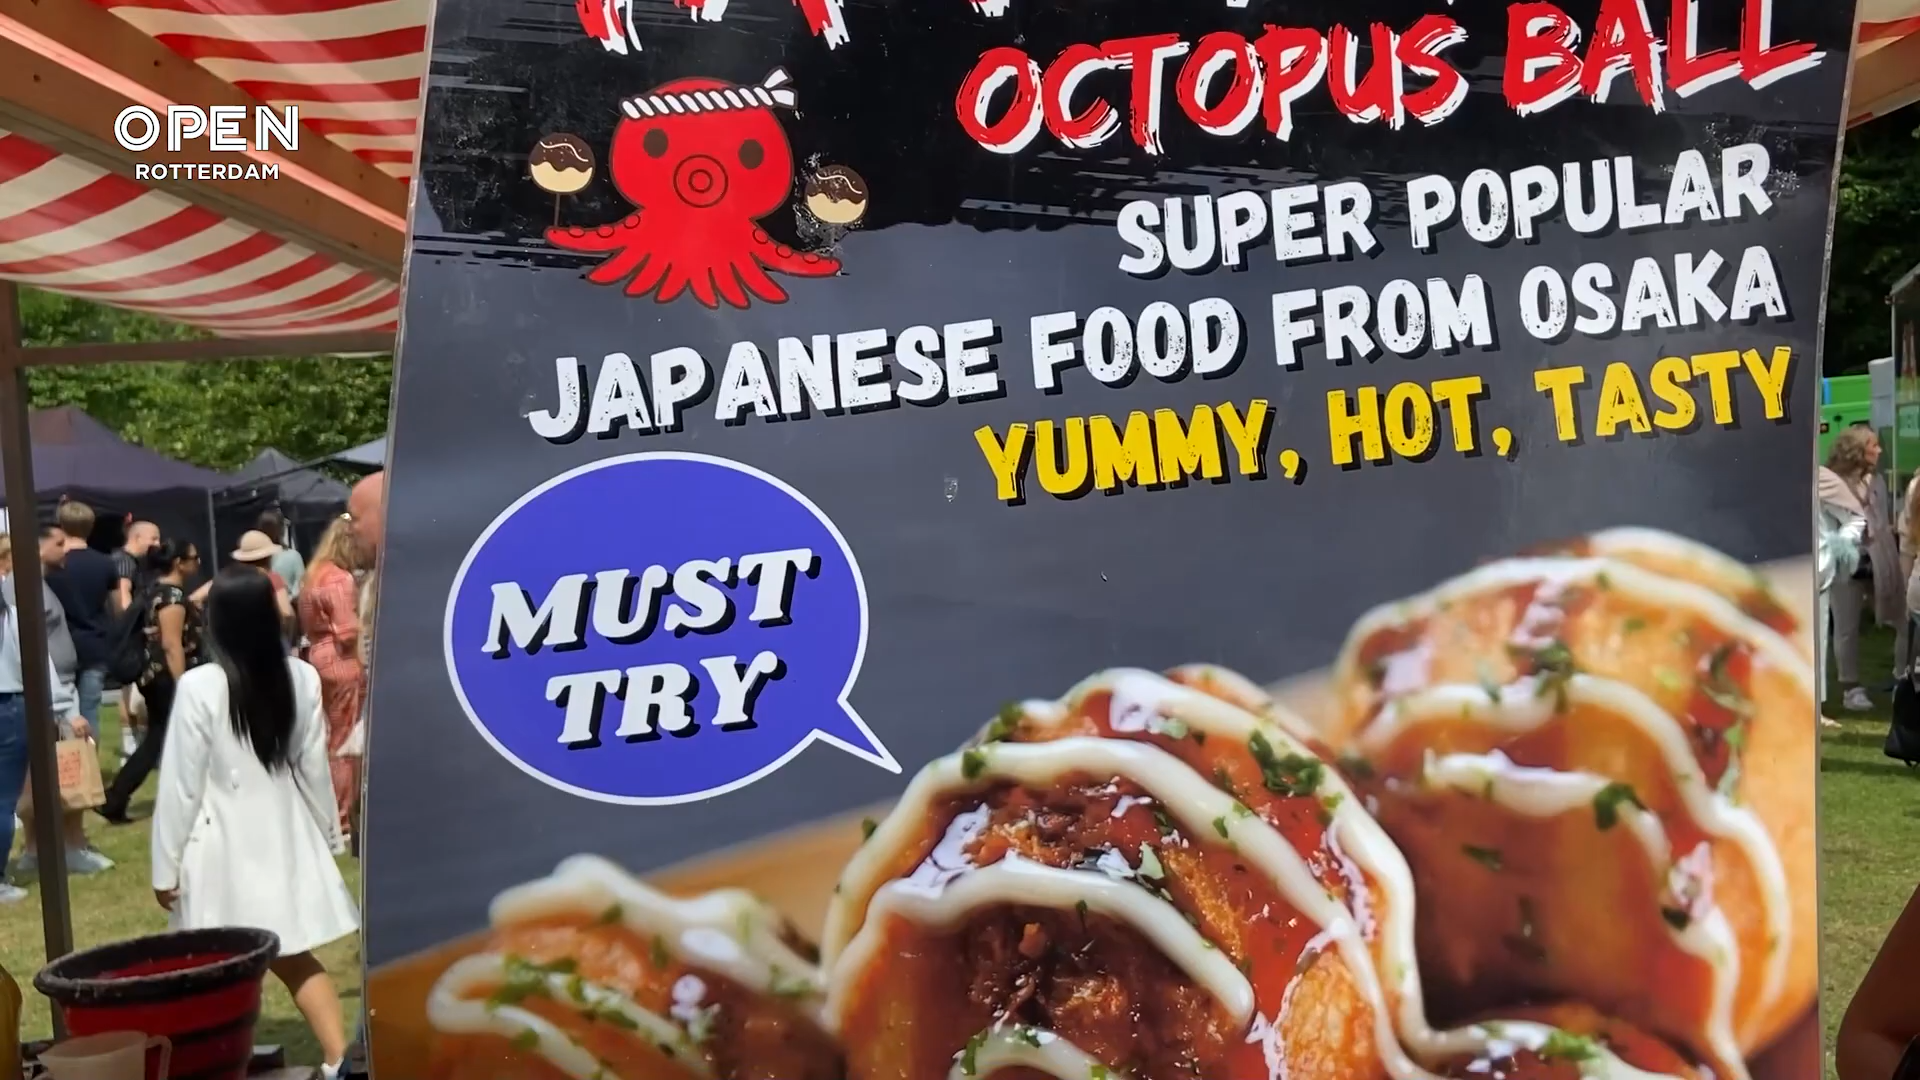 OPEN
ROTTERDAM
OCTOPUS BALL
SUPER POPULAR
JAPANESE FOOD FROM OSAKA
YUMMY, HOT, TASTY
MUST
TRY